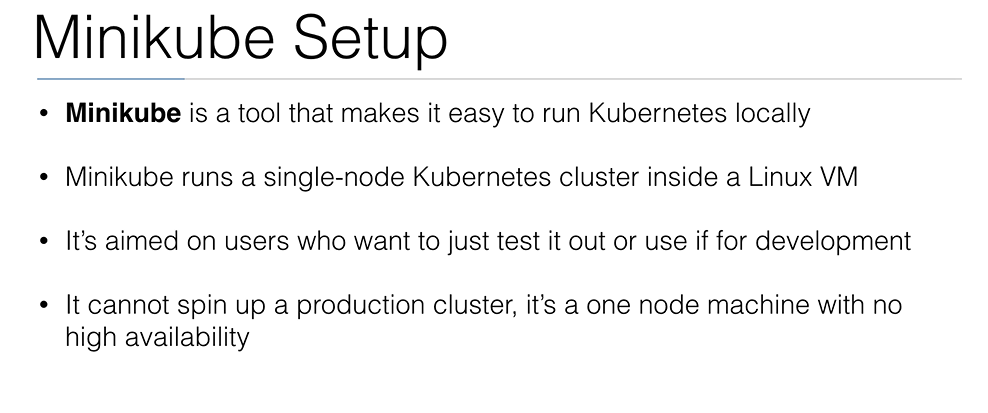 Minikube Setup
• Minikube is a tool that makes it easy to run Kubernetes locally
• Minikube runs a single-node Kubernetes cluster inside a Linux VM
• It’s aimed on users who want to just test it out or use if for development
• It cannot spin up a production cluster, it’s a one node machine with no
high availability